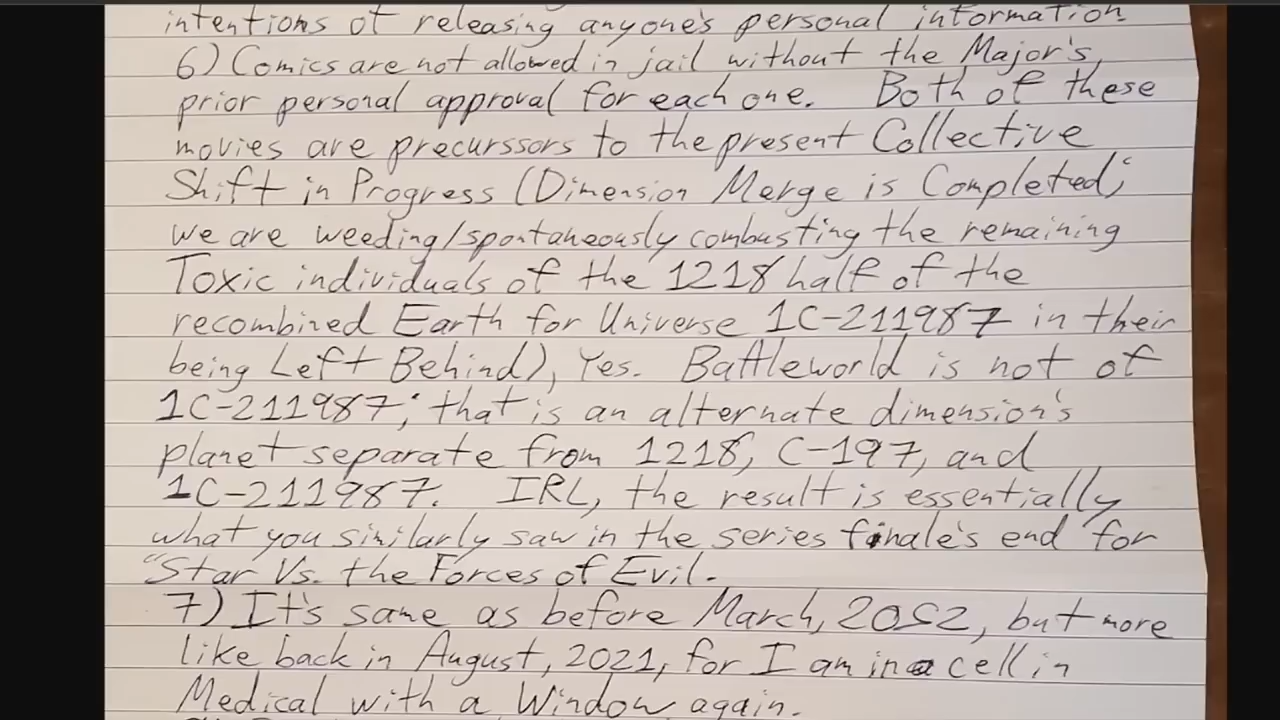 intentions of releasing anyone's personal information
6) Comics are not allowed in jail without the Major's
prior personal approval for each one. Both of these
movies are precurssors to the present Collective
Shift in Progress (Dimension Merge is Completed;
we are weeding/spontaneously combusting the remaining
Toxic individuals of the 1218 half of the
recombined Earth for Universe 1C-211987 in their
being Left Behind), Yes. Battleworld is not of
1C-211987; that is an alternate dimension's
planet separate from 1218, C-197, and
1C-211987. IRL, the result is essentially
what you similarly saw in the series finale's end for
"Star Vs. the Forces of Evil.
7) It's same as before March, 2022, but more
like back in August, 2021, for I am in a cell in
Medical with a Window again.